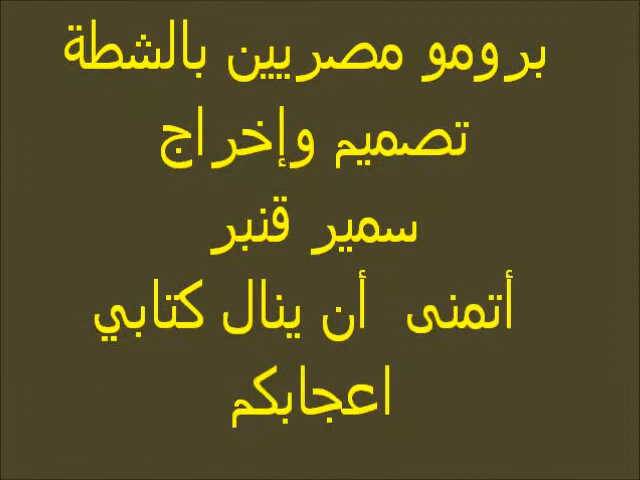 برومو مصريين بالشطة
تصميم وإخراج
سمير قنبر
أتمنى أن ينال كتابي
اعجابكم